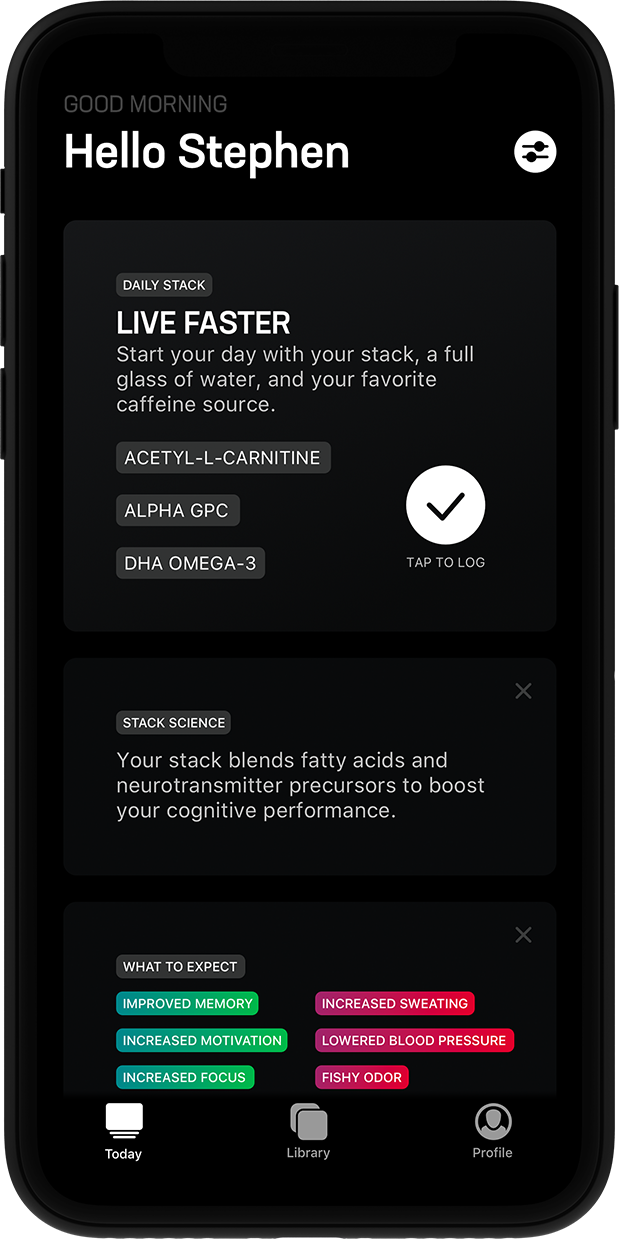 GOOD MORNING
Hello Stephen
DAILY STACK
LIVE FASTER
Start your day with your stack, a full
glass of water, and your favorite
caffeine source.
ACETYL-L-CARNITINE
ALPHA GPC
DHA OMEGA-3
TAP TO LOG
STACK SCIENCE
Your stack blends fatty acids and
neurotransmitter precursors to boost
your cognitive performance.
WHAT TO EXPECT
IMPROVED MEMORY INCREASED SWEATING
INCREASED MOTIVATION LOWERED BLOOD PRESSURE
INCREASED FOCUS FISHY ODOR
Today Library Profile